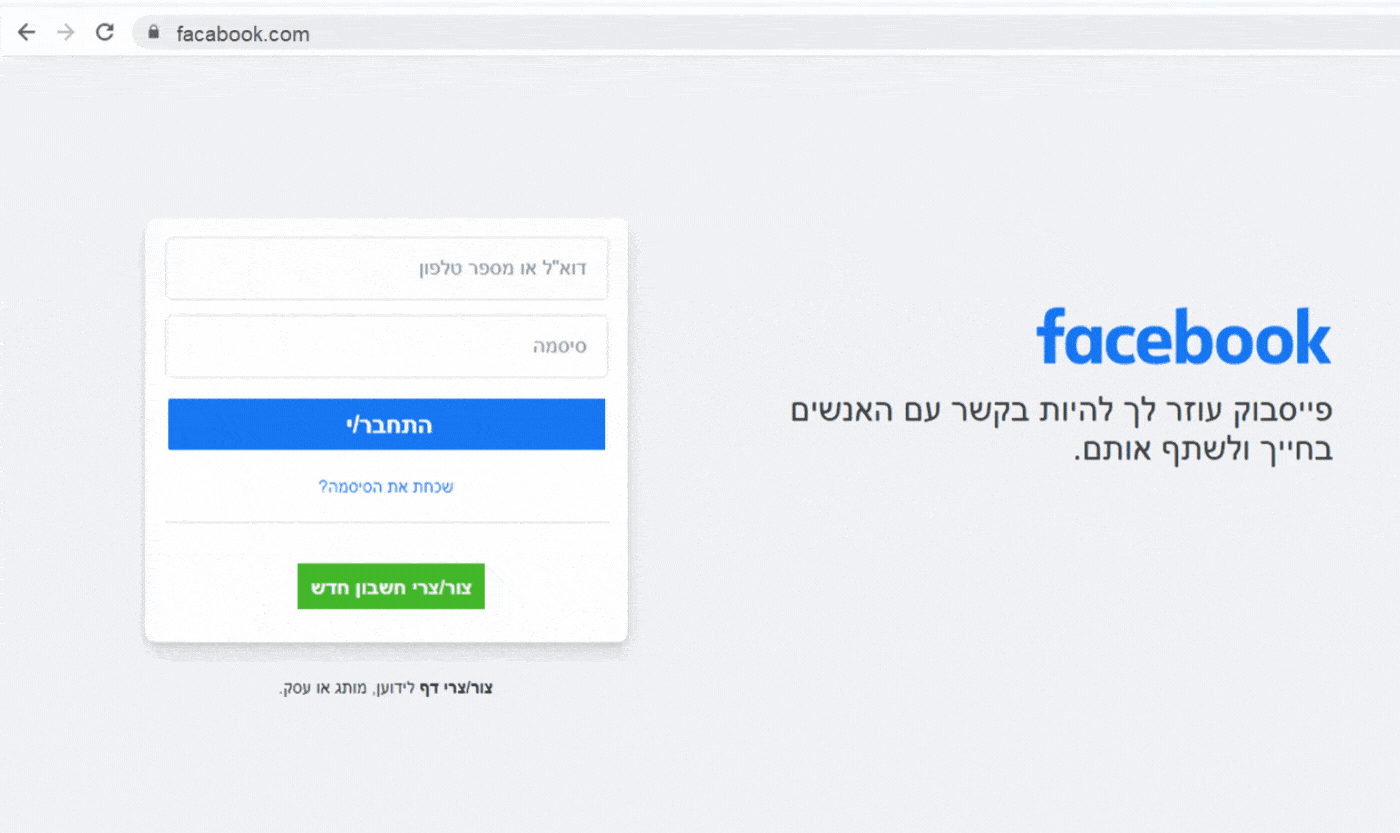 facabook.com
facebook
פייסבוק עוזר לך להיות בקשר עם האנשים
בחייך ולשתף אותם.
דוא"ל או מספר טלפון
סיסמה
התחבר/י
שכחת את הסיסמה?
צור/צרי חשבון חדש
צור/צרי דף לידוען, מותג או עסק.